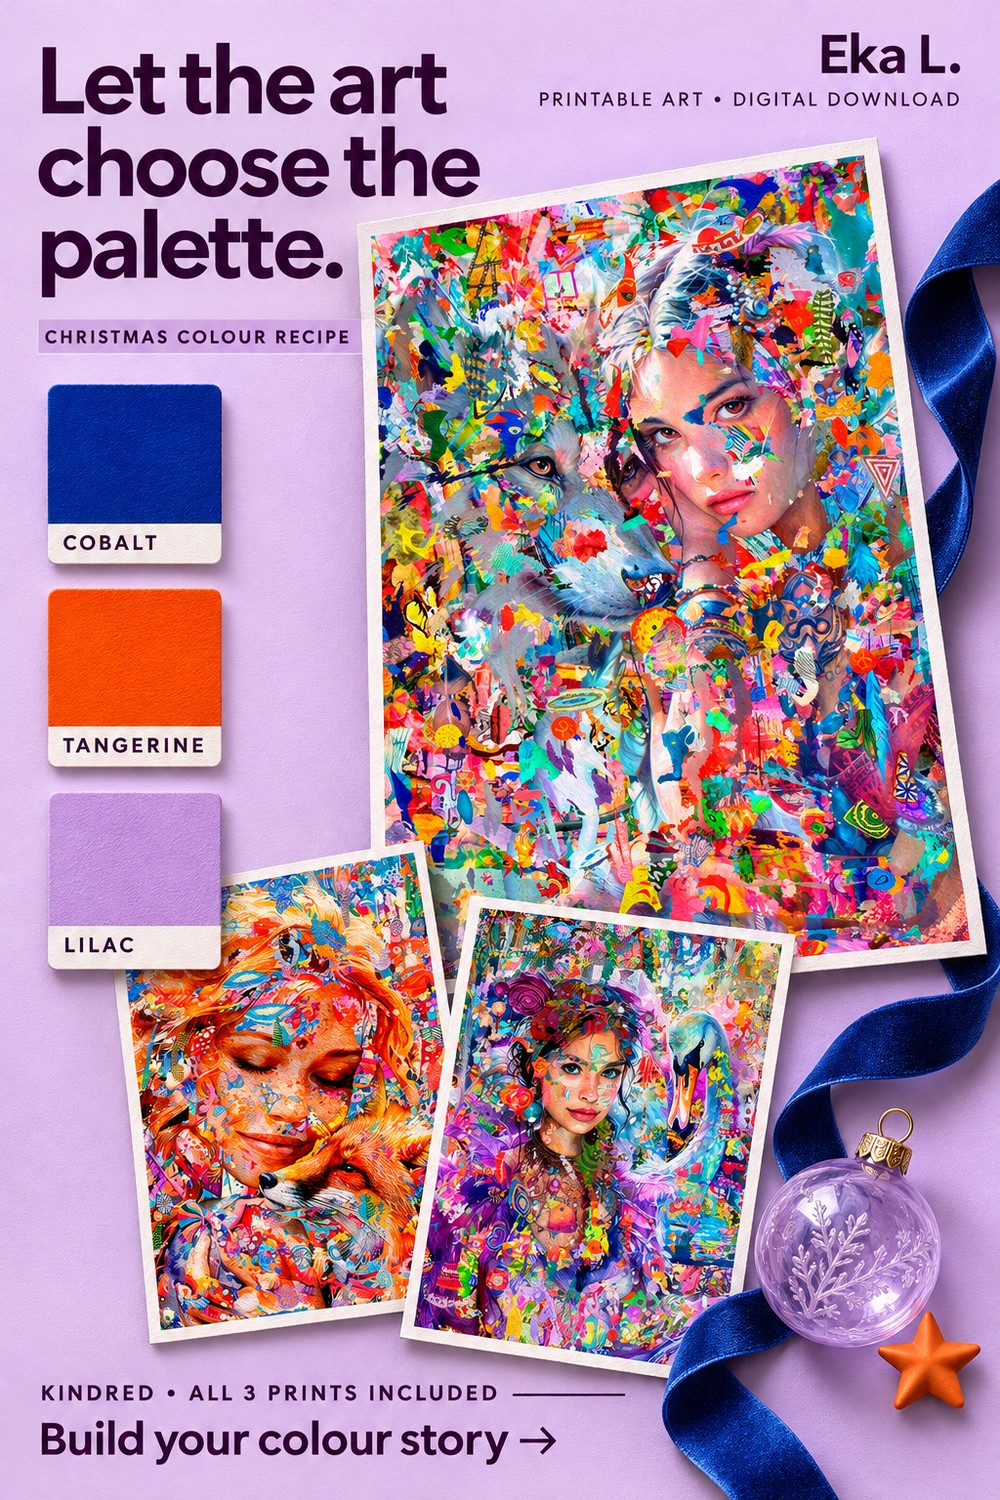 Let the art
choose the
palette.
Eka L.
PRINTABLE ART • DIGITAL DOWNLOAD
CHRISTMAS COLOUR RECIPE
COBALT
TANGERINE
LILAC
KINDRED • ALL 3 PRINTS INCLUDED
Build your colour story →